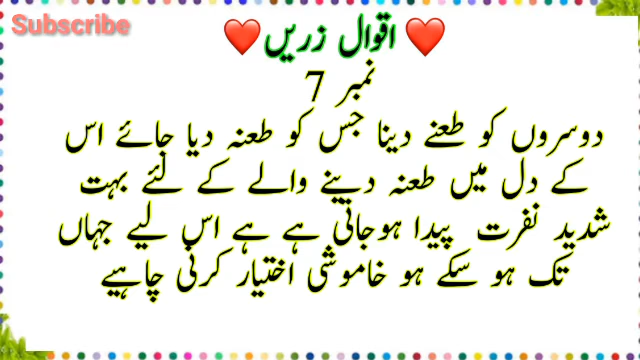 Subscribe
❤️ اقوال زریں ❤️
نمبر 7
دوسروں کو طعنے دینا جس کو طعنہ دیا جائے اس
کے دل میں طعنہ دینے والے کے لئے بہت
شدید نفرت پیدا ہوجاتی ہے ہے اس لیے جہاں
تک ہو سکے ہو خاموشی اختیار کرنی چاہیے